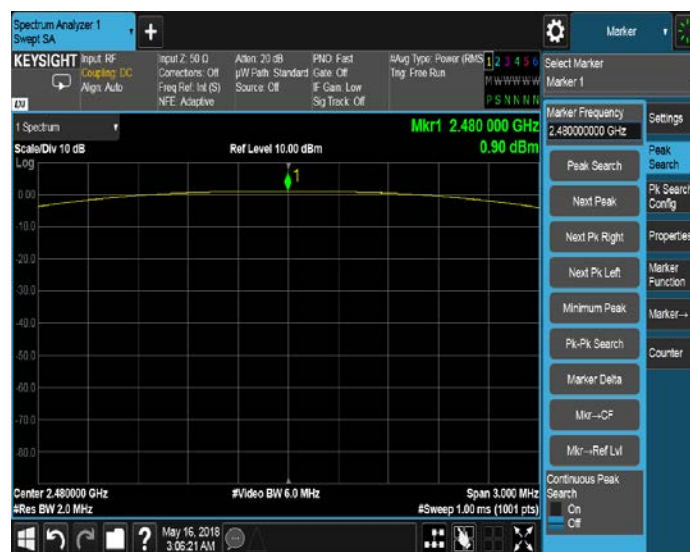 Spectrum Analyzer 1
Swept SA
+
Marker
KEYSIGHT
Input: RF
Coupling: DC
Align: Auto
Input Z: 50 Ω
Corrections: Off
Freq Ref: Int (S)
NFE: Adaptive
Atten: 20 dB
µW Path: Standard
Source: Off
PNO: Fast
Gate: Off
IF Gain: Low
Sig Track: Off
#Avg Type: Power (RMS
Trig: Free Run
1 2 3 4 5 6
M W W W W W
P S N N N N
LXI
Select Marker
Marker 1
1 Spectrum
Mkr1 2.480 000 GHz
Scale/Div 10 dB
Ref Level 10.00 dBm
0.90 dBm
Log
1
0.00
-10.0
-20.0
-30.0
-40.0
-50.0
-60.0
-70.0
-80.0
Center 2.480000 GHz
#Video BW 6.0 MHz
Span 3.000 MHz
#Res BW 2.0 MHz
#Sweep 1.00 ms (1001 pts)
Marker Frequency
2.480000000 GHz
Peak Search
Next Peak
Next Pk Right
Next Pk Left
Minimum Peak
Pk-Pk Search
Marker Delta
Mkr→CF
Mkr→Ref Lvl
Continuous Peak
Search
On
Off
Settings
Peak
Search
Pk Search
Config
Properties
Marker
Function
Marker→
Counter
?
May 16, 2018
3:06:21 AM